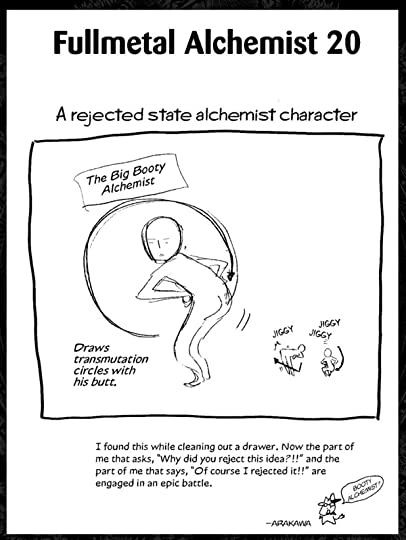 Fullmetal Alchemist 20
A rejected state alchemist character
The Big Booty
Alchemist
JIGGY
JIGGY
JIGGY
Draws
transmutation
circles with
his butt.
I found this while cleaning out a drawer. Now the part of
me that asks, "Why did you reject this idea?!!" and the
part of me that says, "Of course I rejected it!!" are
engaged in an epic battle.
BOOTY
ALCHEMIST!
—ARAKAWA